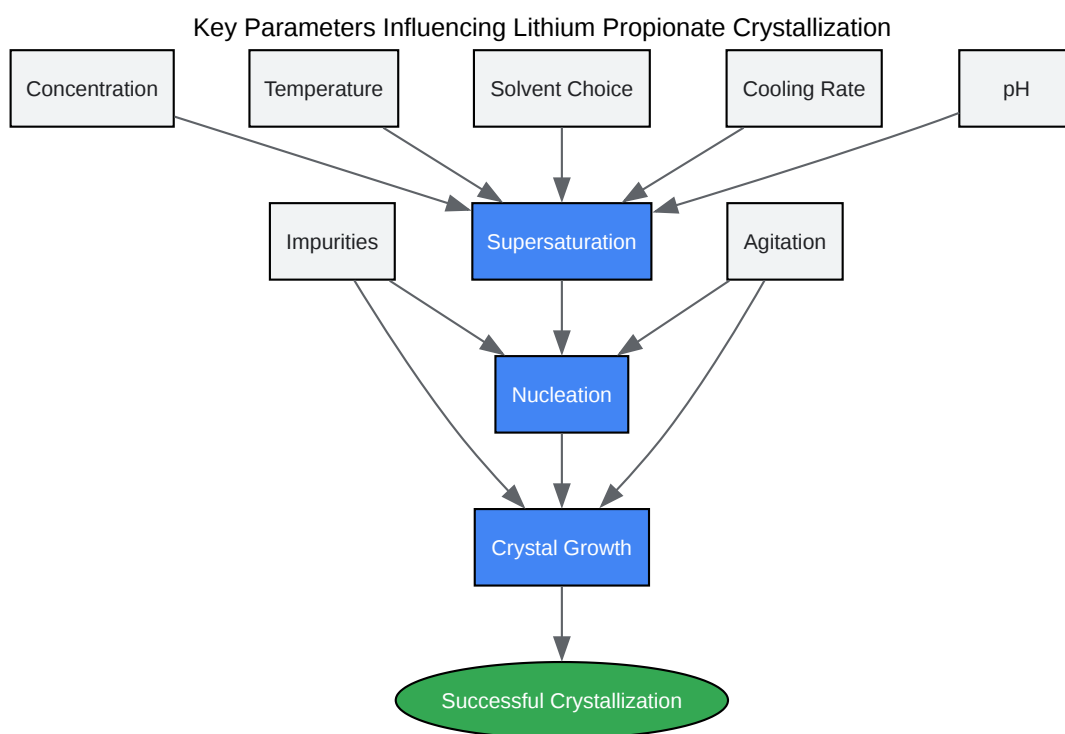 Key Parameters Influencing Lithium Propionate Crystallization
Concentration
Temperature
Solvent Choice
Cooling Rate
pH
Impurities
Supersaturation
Agitation
Nucleation
Crystal Growth
Successful Crystallization